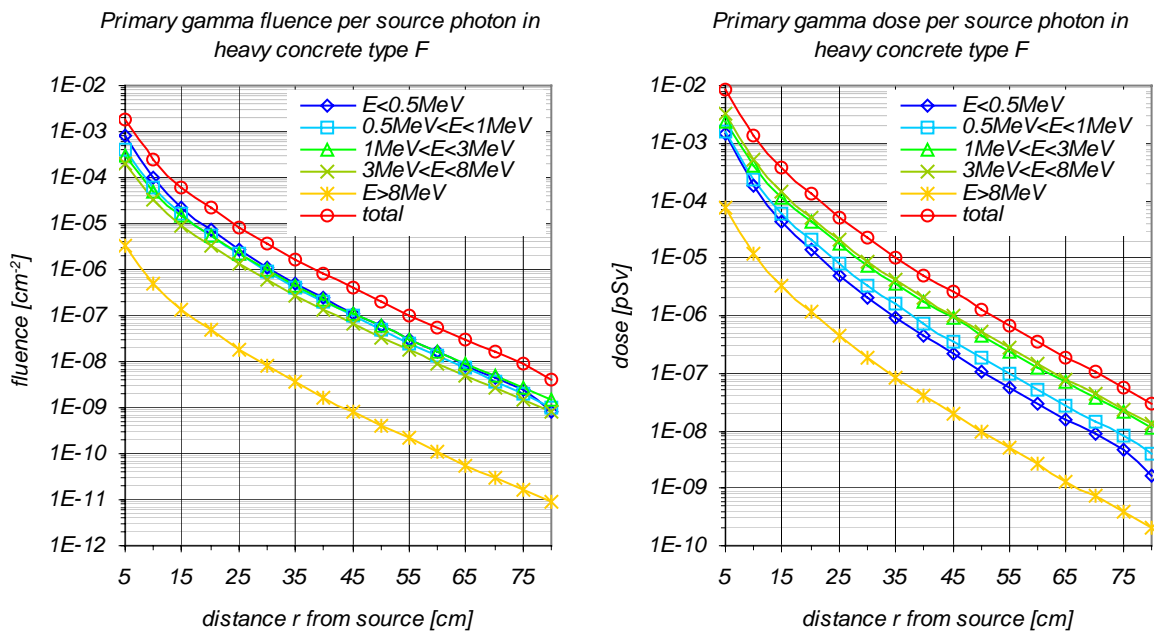 Primary gamma fluence per source photon in
heavy concrete type F
1E-02
1E-03
1E-04
1E-05
1E-06
1E-07
1E-08
1E-09
1E-10
1E-11
1E-12
fluence [cm-2]
E<0.5MeV
0.5MeV<E<1MeV
1MeV<E<3MeV
3MeV<E<8MeV
E>8MeV
total
5 15 25 35 45 55 65 75
distance r from source [cm]
Primary gamma dose per source photon in
heavy concrete type F
1E-02
1E-03
1E-04
1E-05
1E-06
1E-07
1E-08
1E-09
1E-10
dose [pSv]
E<0.5MeV
0.5MeV<E<1MeV
1MeV<E<3MeV
3MeV<E<8MeV
E>8MeV
total
5 15 25 35 45 55 65 75
distance r from source [cm]